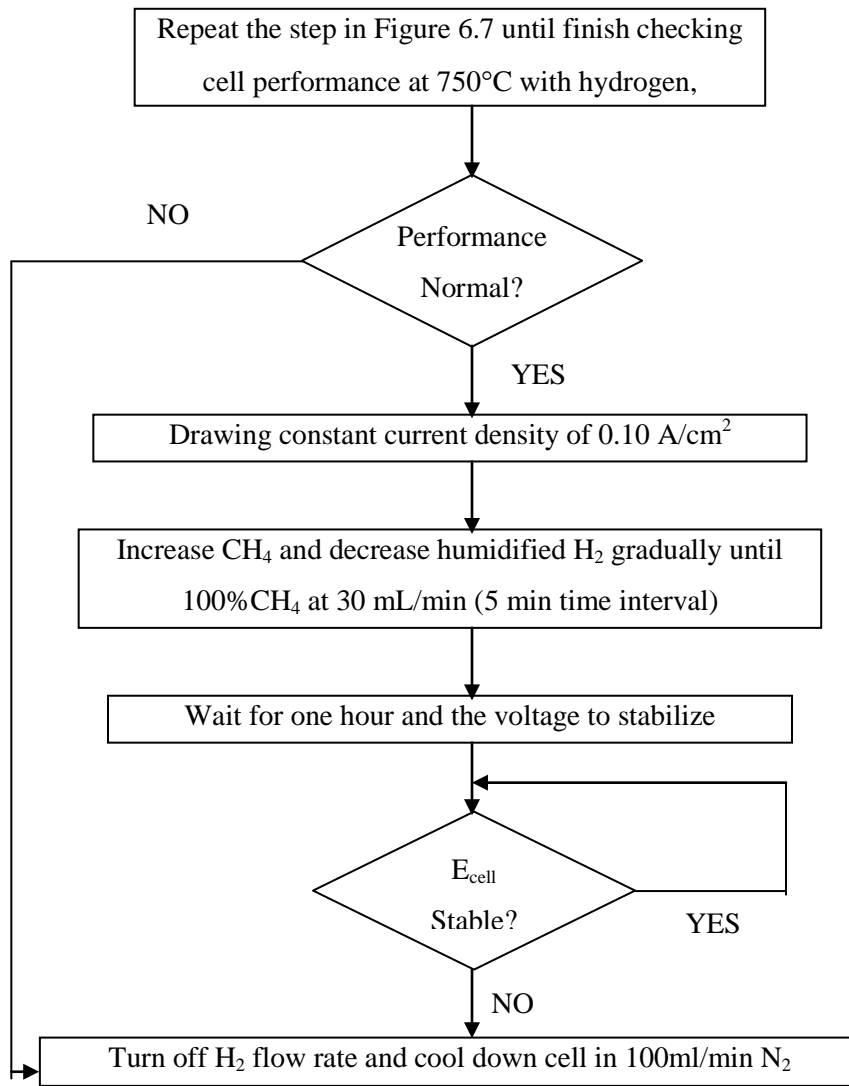 Repeat the step in Figure 6.7 until finish checking
cell performance at 750°C with hydrogen,
NO
Performance
Normal?
YES
Drawing constant current density of 0.10 A/cm²
Increase CH₄ and decrease humidified H₂ gradually until
100%CH₄ at 30 mL/min (5 min time interval)
Wait for one hour and the voltage to stabilize
E_cell
Stable?
YES
NO
Turn off H₂ flow rate and cool down cell in 100ml/min N₂